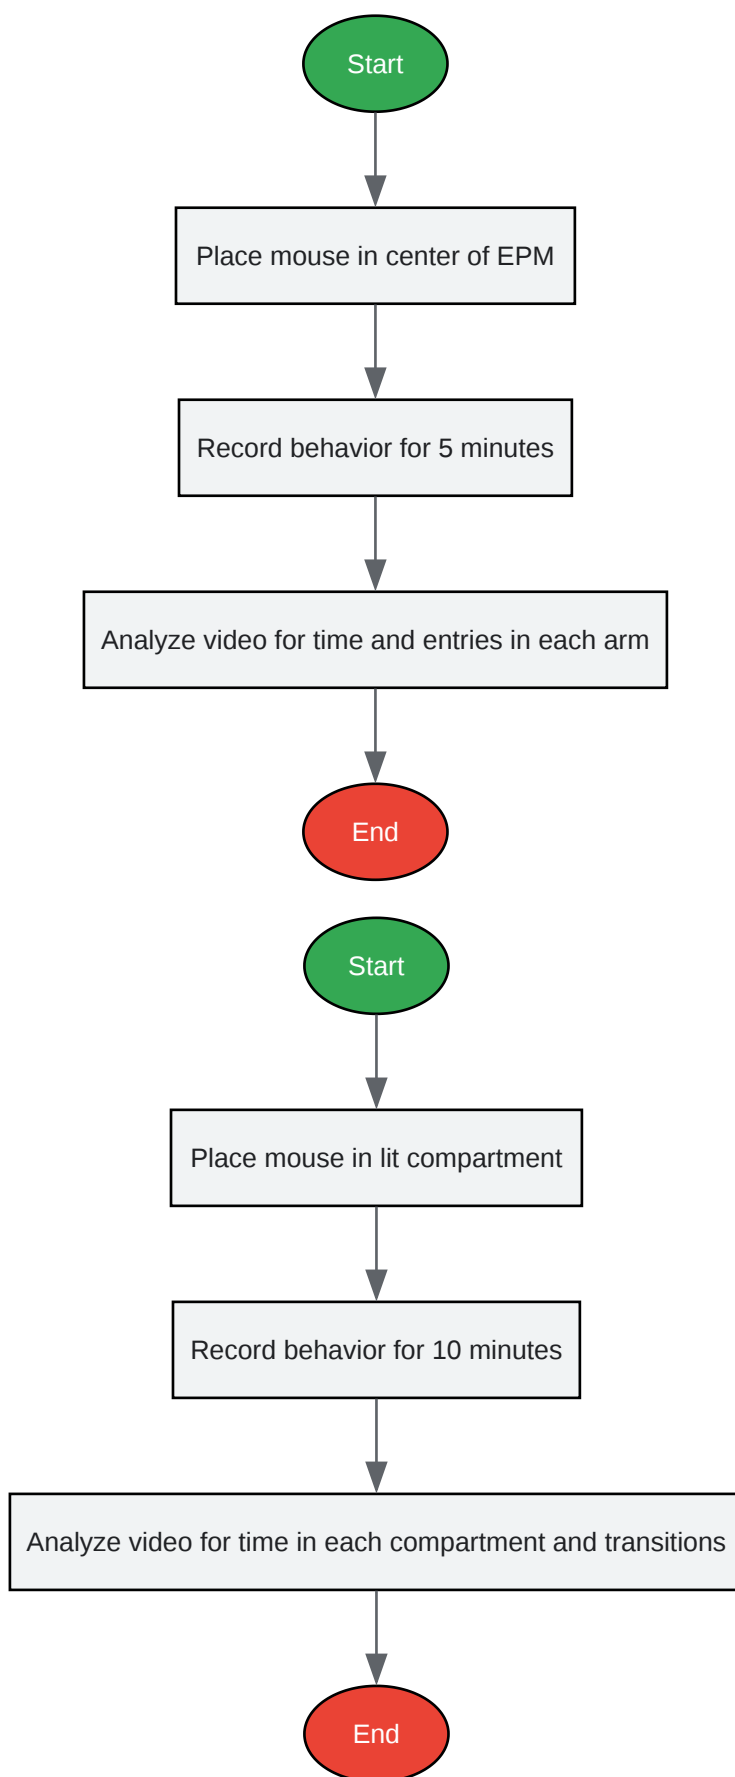 Start
Place mouse in center of EPM
Record behavior for 5 minutes
Analyze video for time and entries in each arm
End
Start
Place mouse in lit compartment
Record behavior for 10 minutes
Analyze video for time in each compartment and transitions
End